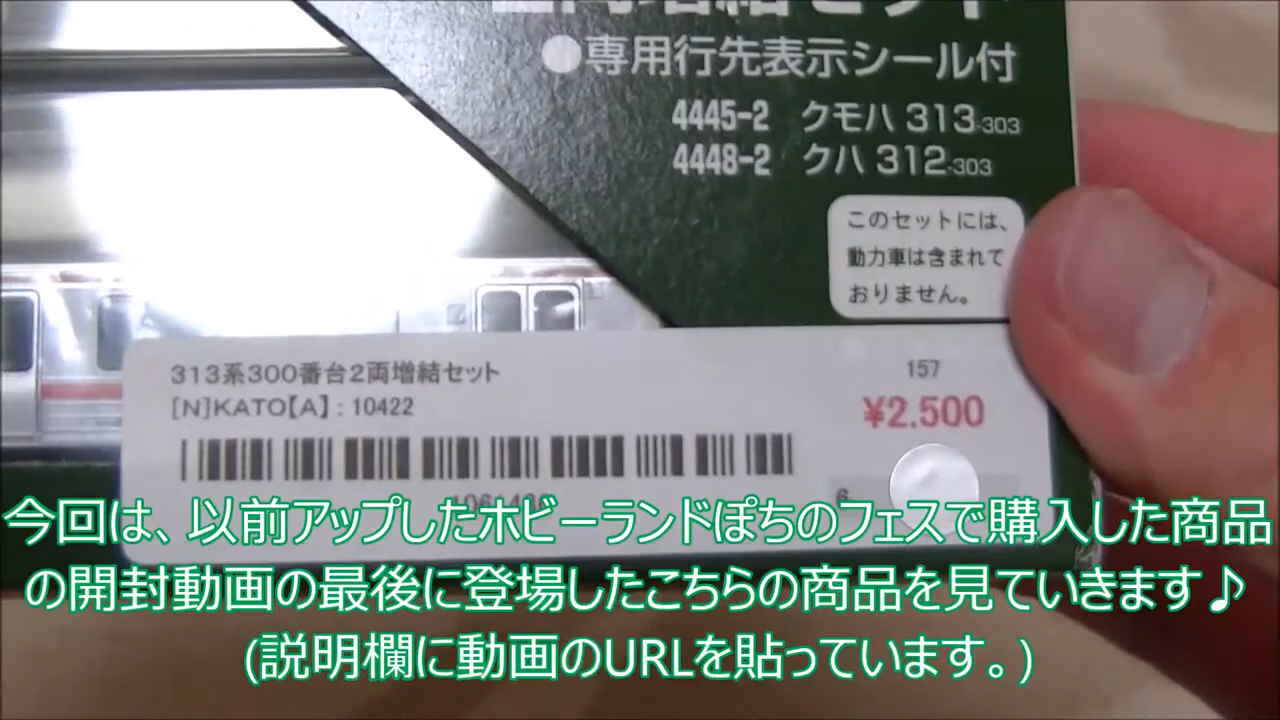 両増結セット
●専用行先表示シール付
4445-2 クモハ 313-303
4448-2 クハ 312-303
このセットには、
動力車は含まれて
おりません。
313系300番台2両増結セット
157
[N]KATO【A】:10422
¥2.500
6
今回は、以前アップしたホビーランドぽちのフェスで購入した商品
の開封動画の最後に登場したこちらの商品を見ていきます♪
(説明欄に動画のURLを貼っています。)